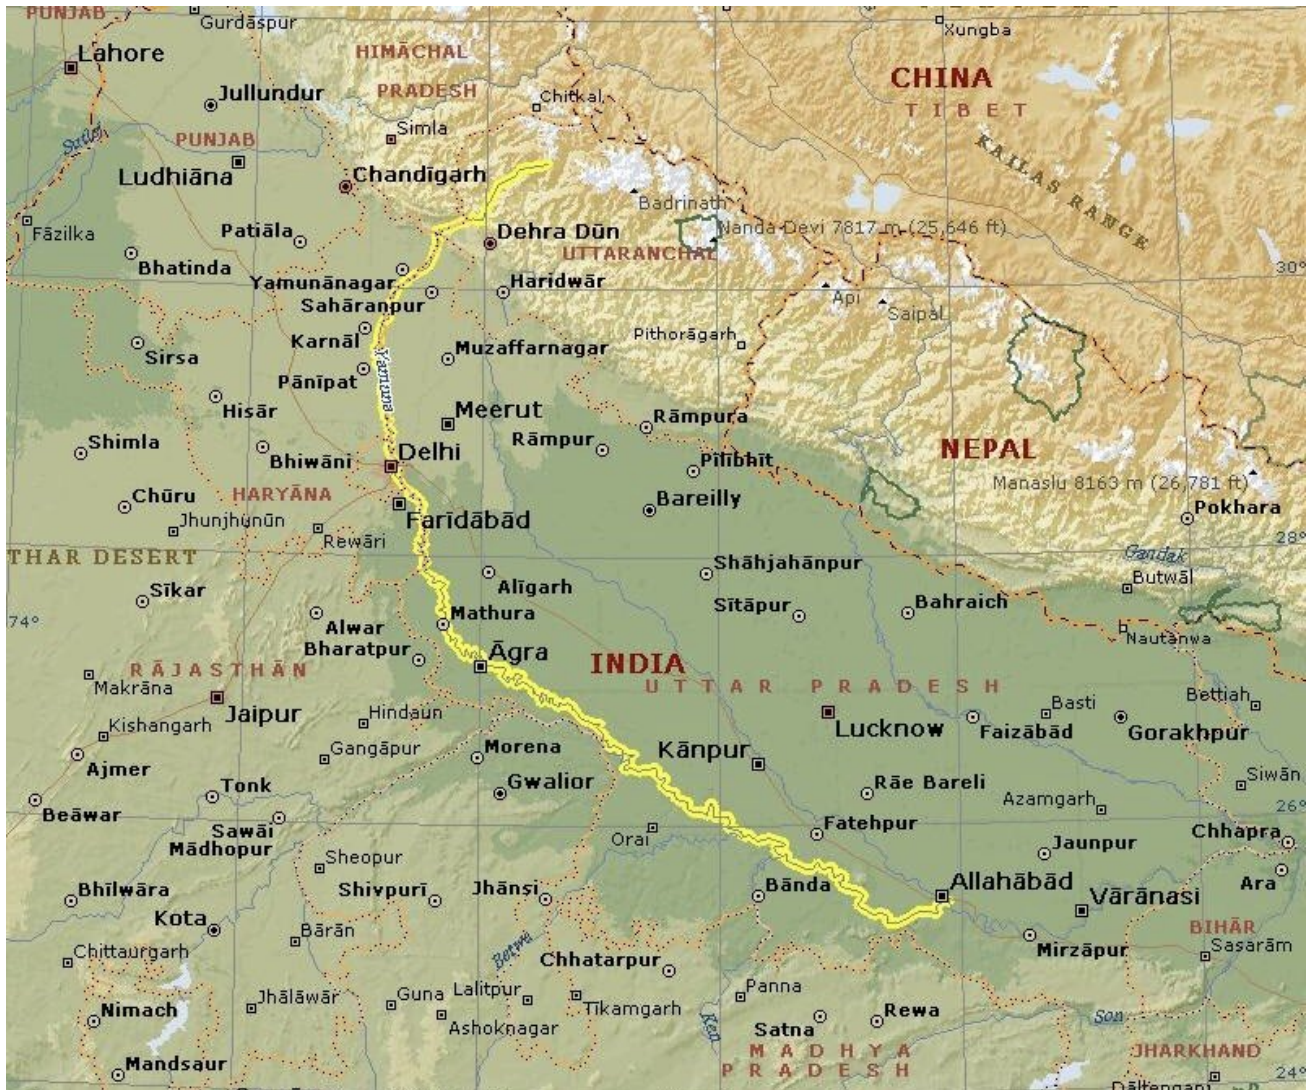 PUNJAB
Gurdāspur
Xungba
Lahore
HIMĀCHAL
PRADESH
CHINA
TIBET
Jullundur
Chitkal
Simla
Sutlej
PUNJAB
KAILAS RANGE
Ludhiāna
Chandīgarh
Badrinath
Fāzilka
Patiāla
Dehra Dūn
Nanda Devi 7817 m (25,646 ft)
UTTARANCHAL
Bhatinda
30°
Yamunānagar
Haridwār
Sahāranpur
Api
Saipal
Karnāl
Pithorāgarh
Sirsa
Muzaffarnagar
Yamuna
Pānīpat
Hisār
Meerut
Rāmpura
Shimla
Rāmpur
NEPAL
Bhiwāni
Delhi
Pīlibhīt
Manaslu 8163 m (26,781 ft)
Chūru
HARYĀNA
Bareilly
Pokhara
Jhunjhunūn
Farīdābād
Rewāri
THAR DESERT
28°
Gandak
Shāhjahānpur
Butwāl
Sīkar
Alīgarh
Sītāpur
Bahraich
74°
Mathura
Alwar
Nautanwa
Bharatpur
Āgra
INDIA
RĀJASTHĀN
UTTAR PRADESH
Makrāna
Bettiah
Jaipur
Hindaun
Basti
Kishangarh
Lucknow
Faizābād
Gorakhpur
Gangāpur
Morena
Kānpur
Ajmer
Siwān
Tonk
Gwalior
Rāe Bareli
Azamgarh
Beāwar
26°
Sawāi
Mādhopur
Orai
Fatehpur
Chhapra
Sheopur
Jaunpur
Bhīlwāra
Shivpurī
Jhānsi
Bānda
Allahābād
Ara
Kota
Vārānasi
Bārān
BIHĀR
Chittaurgarh
Betwa
Chhatarpur
Mirzāpur
Sasarām
Jhālāwār
Guna
Lalitpur
Panna
Nimach
Ashoknagar
Tīkamgarh
Ken
Satna
Rewa
Son
MADHYA
PRADESH
JHARKHAND
Mandsaur
24°
Dāltenganj